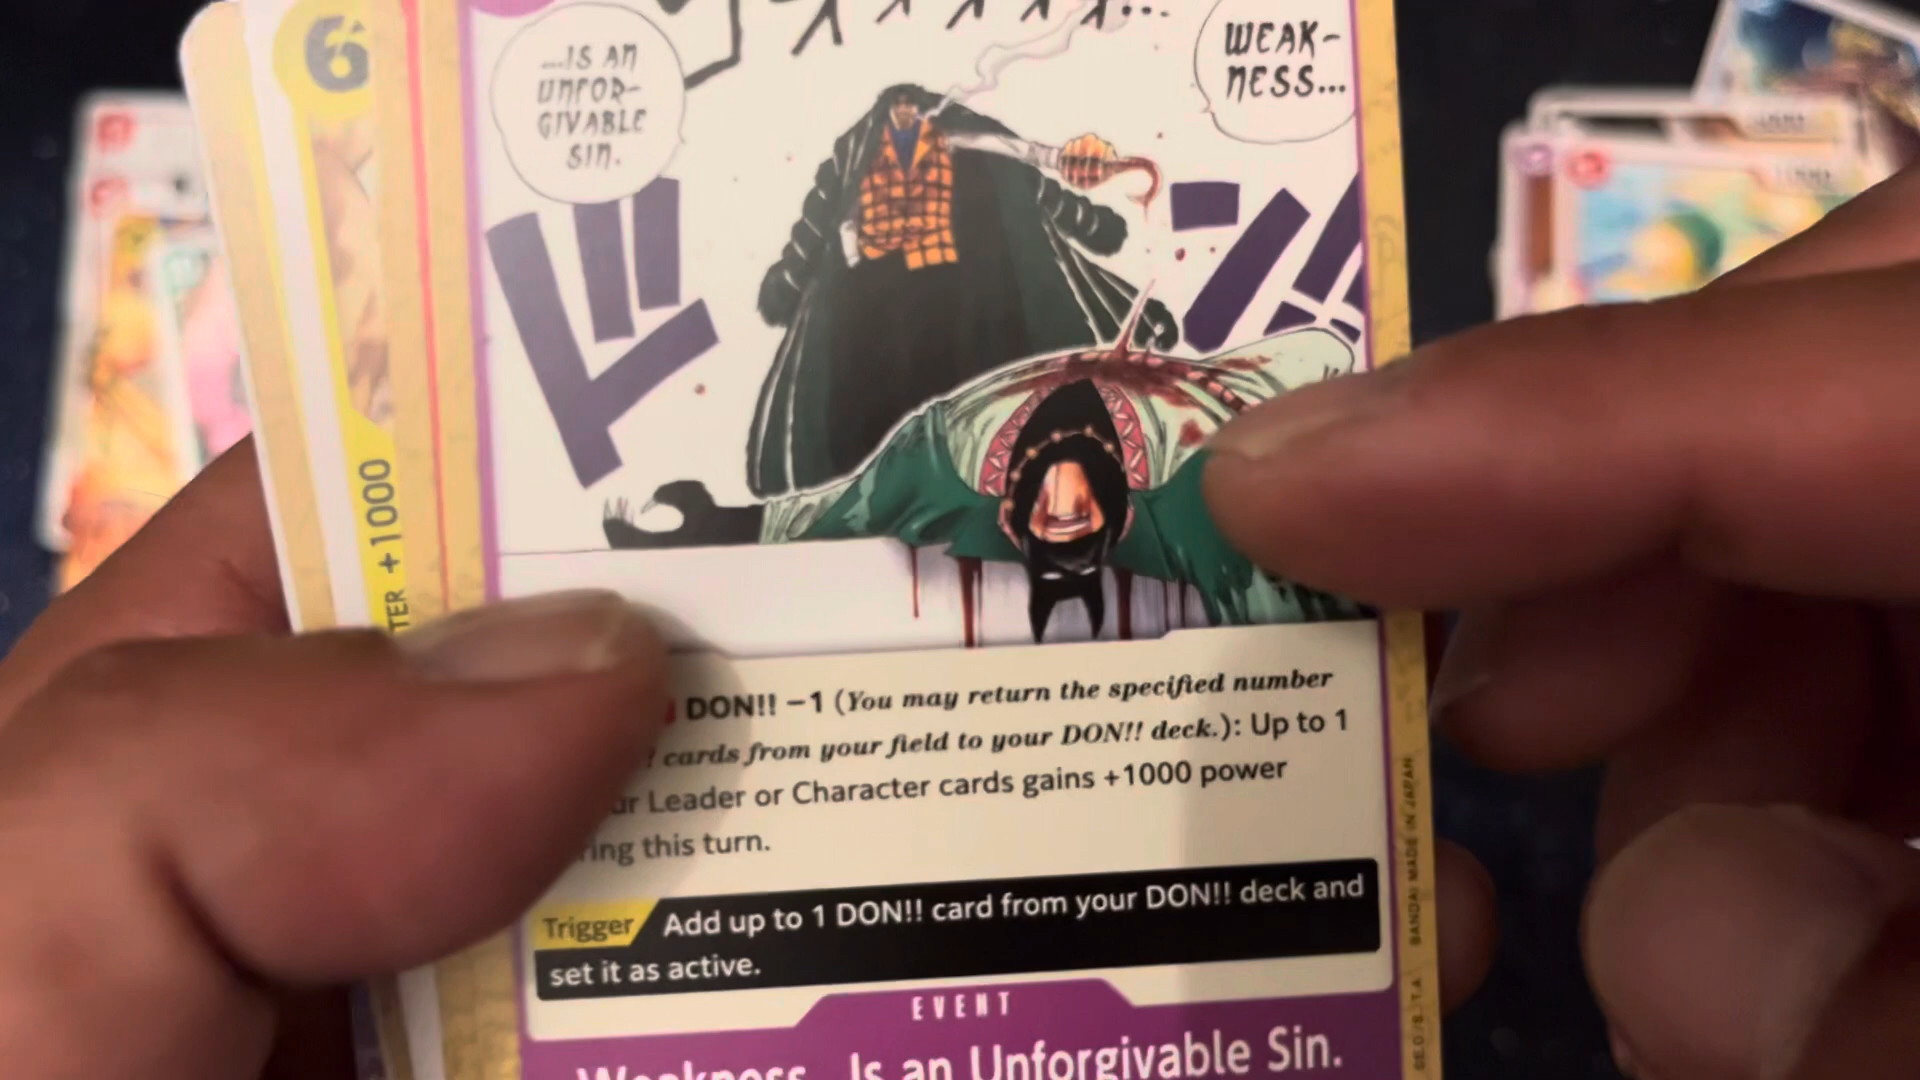 ...IS AN
UNFOR-
GIVABLE
SIN.
WEAK-
NESS...
6
+1000
DON!! −1 (You may return the specified number
! cards from your field to your DON!! deck.): Up to 1
Leader or Character cards gains +1000 power
this turn.
Trigger Add up to 1 DON!! card from your DON!! deck and
set it as active.
EVENT
Weakness...Is an Unforgivable Sin.
BANDAI MADE IN JAPAN